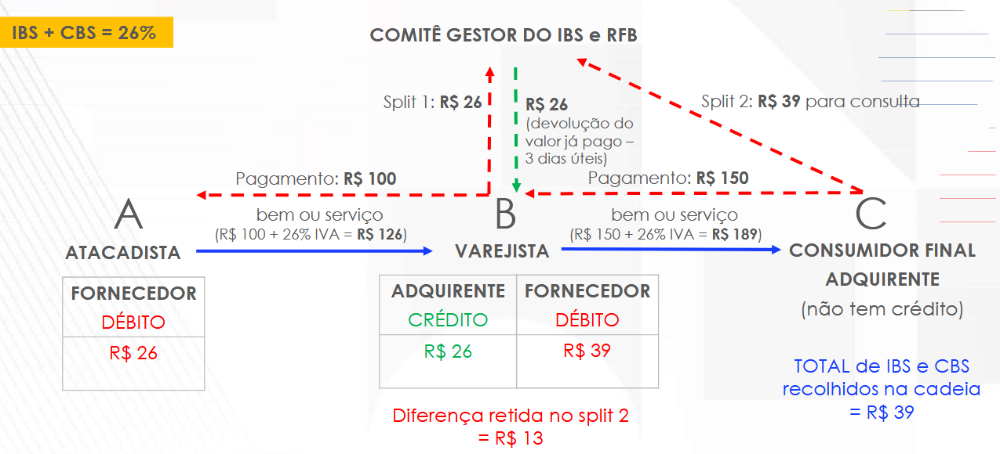 IBS + CBS = 26%
COMITÊ GESTOR DO IBS e RFB
Split 1: R$ 26
R$ 26
(devolução do
valor já pago –
3 dias úteis)
Split 2: R$ 39 para consulta
Pagamento: R$ 100
Pagamento: R$ 150
A
bem ou serviço
(R$ 100 + 26% IVA = R$ 126)
B
bem ou serviço
(R$ 150 + 26% IVA = R$ 189)
C
ATACADISTA
VAREJISTA
CONSUMIDOR FINAL
ADQUIRENTE
(não tem crédito)
FORNECEDOR
DÉBITO
R$ 26
ADQUIRENTE
CRÉDITO
R$ 26
FORNECEDOR
DÉBITO
R$ 39
TOTAL de IBS e CBS
recolhidos na cadeia
= R$ 39
Diferença retida no split 2
= R$ 13